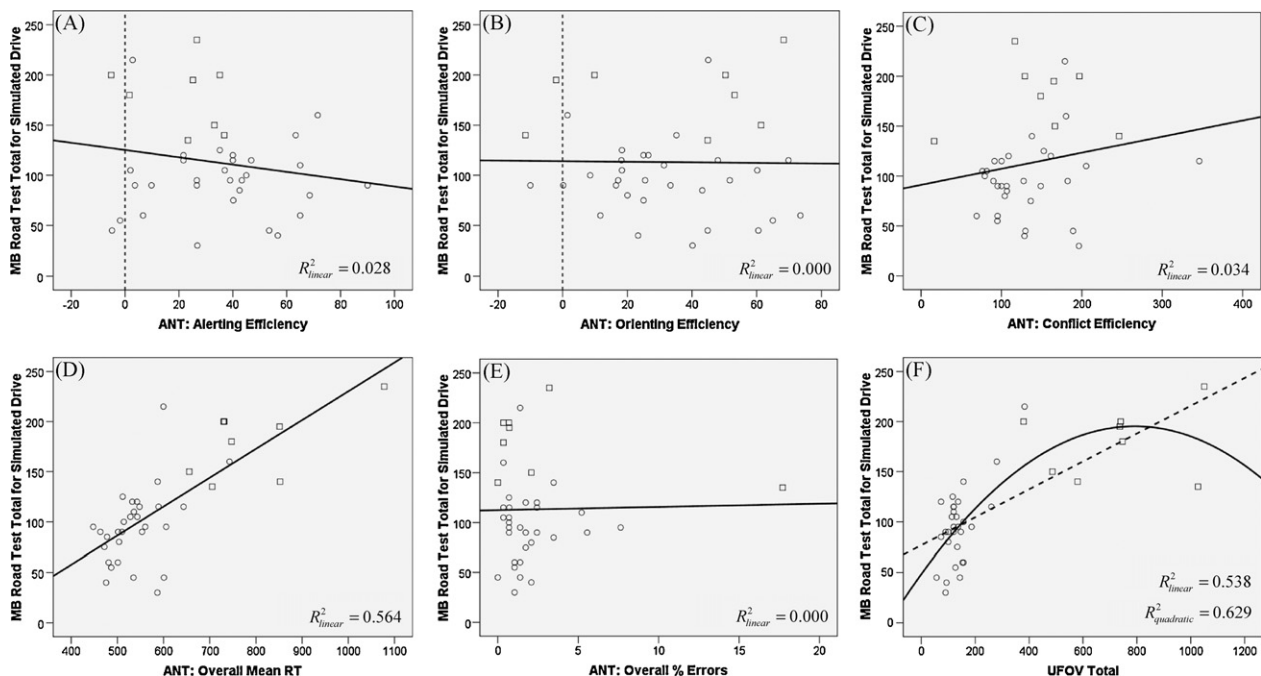 (A)
MB Road Test Total for Simulated Drive
250
200
150
100
50
0
R²linear = 0.028
-20 0 20 40 60 80 100
ANT: Alerting Efficiency
(B)
MB Road Test Total for Simulated Drive
250
200
150
100
50
0
R²linear = 0.000
-20 0 20 40 60 80
ANT: Orienting Efficiency
(C)
MB Road Test Total for Simulated Drive
250
200
150
100
50
0
R²linear = 0.034
0 100 200 300 400
ANT: Conflict Efficiency
(D)
MB Road Test Total for Simulated Drive
250
200
150
100
50
0
R²linear = 0.564
400 500 600 700 800 900 1000 1100
ANT: Overall Mean RT
(E)
MB Road Test Total for Simulated Drive
250
200
150
100
50
0
R²linear = 0.000
0 5 10 15 20
ANT: Overall % Errors
(F)
MB Road Test Total for Simulated Drive
250
200
150
100
50
0
R²linear = 0.538
R²quadratic = 0.629
0 200 400 600 800 1000 1200
UFOV Total